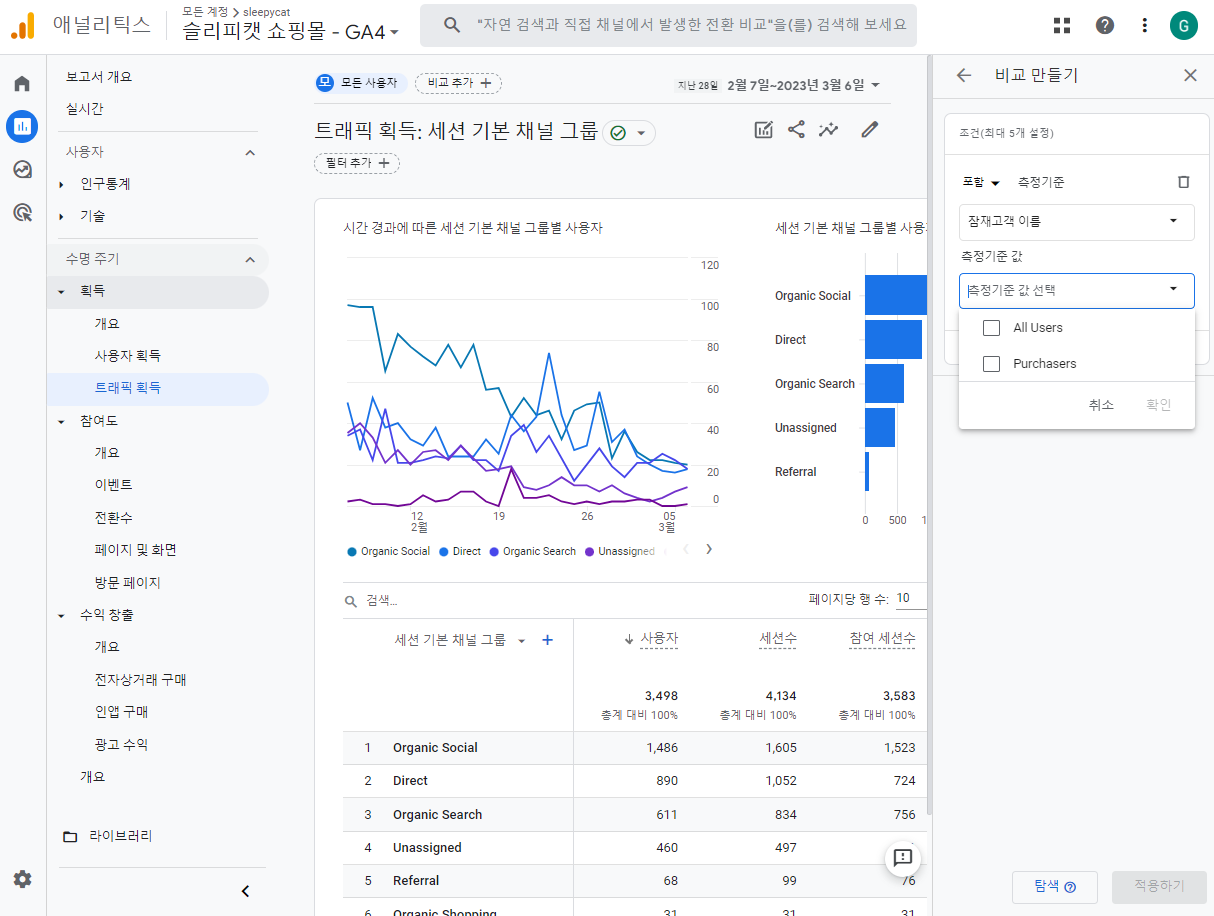 애널리틱스
모든 계정 > sleepycat
슬리피캣 쇼핑몰 - GA4
"자연 검색과 직접 채널에서 발생한 전환 비교"을(를) 검색해 보세요
G
보고서 개요
실시간
사용자
인구통계
기술
수명 주기
획득
개요
사용자 획득
트래픽 획득
참여도
개요
이벤트
전환수
페이지 및 화면
방문 페이지
수익 창출
개요
전자상거래 구매
인앱 구매
광고 수익
개요
라이브러리
모 모든 사용자
비교 추가 +
지난 28일 2월 7일~2023년 3월 6일
트래픽 획득: 세션 기본 채널 그룹
필터 추가 +
시간 경과에 따른 세션 기본 채널 그룹별 사용자
120
100
80
60
40
20
0
12 19 26 05
2월 3월
Organic Social Direct Organic Search Unassigned
세션 기본 채널 그룹별 사용
Organic Social
Direct
Organic Search
Unassigned
Referral
0 500 1
검색...
페이지당 행 수: 10
세션 기본 채널 그룹 + 사용자 세션수 참여 세션수
3,498 4,134 3,583
총계 대비 100% 총계 대비 100% 총계 대비 100%
1 Organic Social 1,486 1,605 1,523
2 Direct 890 1,052 724
3 Organic Search 611 834 756
4 Unassigned 460 497
5 Referral 68 99 76
6 Organic Shopping 31 31 31
비교 만들기
조건(최대 5개 설정)
포함 측정기준
잠재고객 이름
측정기준 값
측정기준 값 선택
All Users
Purchasers
취소 확인
탐색
적용하기